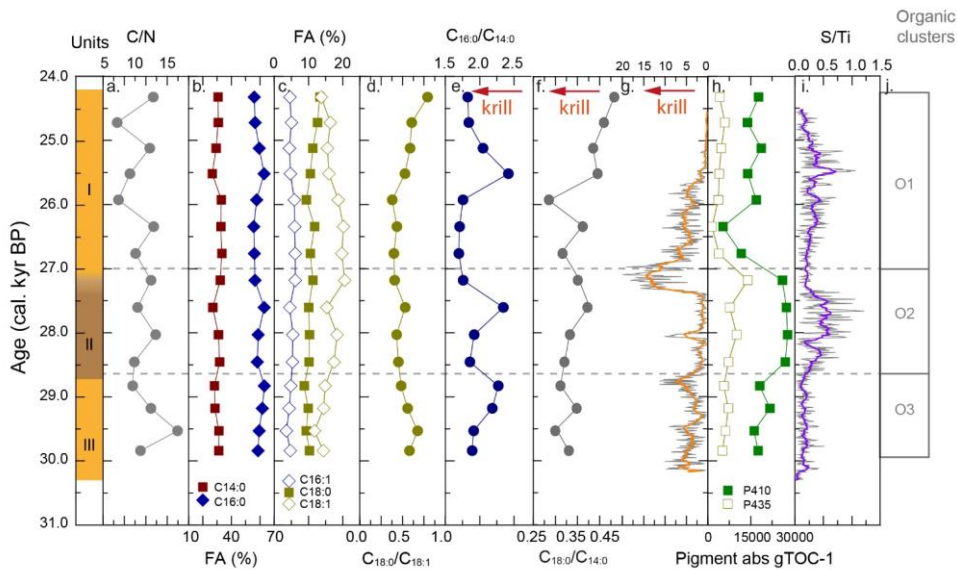 Units C/N FA (%) C16:0/C14:0 S/Ti Organic
clusters
5 10 15 0 10 20 1.5 2.0 2.5 20 15 10 5 0 0.0 0.5 1.0 1.5
a. b. c. d. e. f. g. h. i. j.
krill krill krill
Age (cal. kyr BP)
24.0
25.0
26.0
27.0
28.0
29.0
30.0
31.0
I
II
III
O1
O2
O3
C14:0
C16:0
C16:1
C18:0
C18:1
P410
P435
10 40 70 0.0 0.5 1.0 0.25 0.35 0.45 0 15000 30000
FA (%) C18:0/C18:1 C18:0/C14:0 Pigment abs gTOC-1